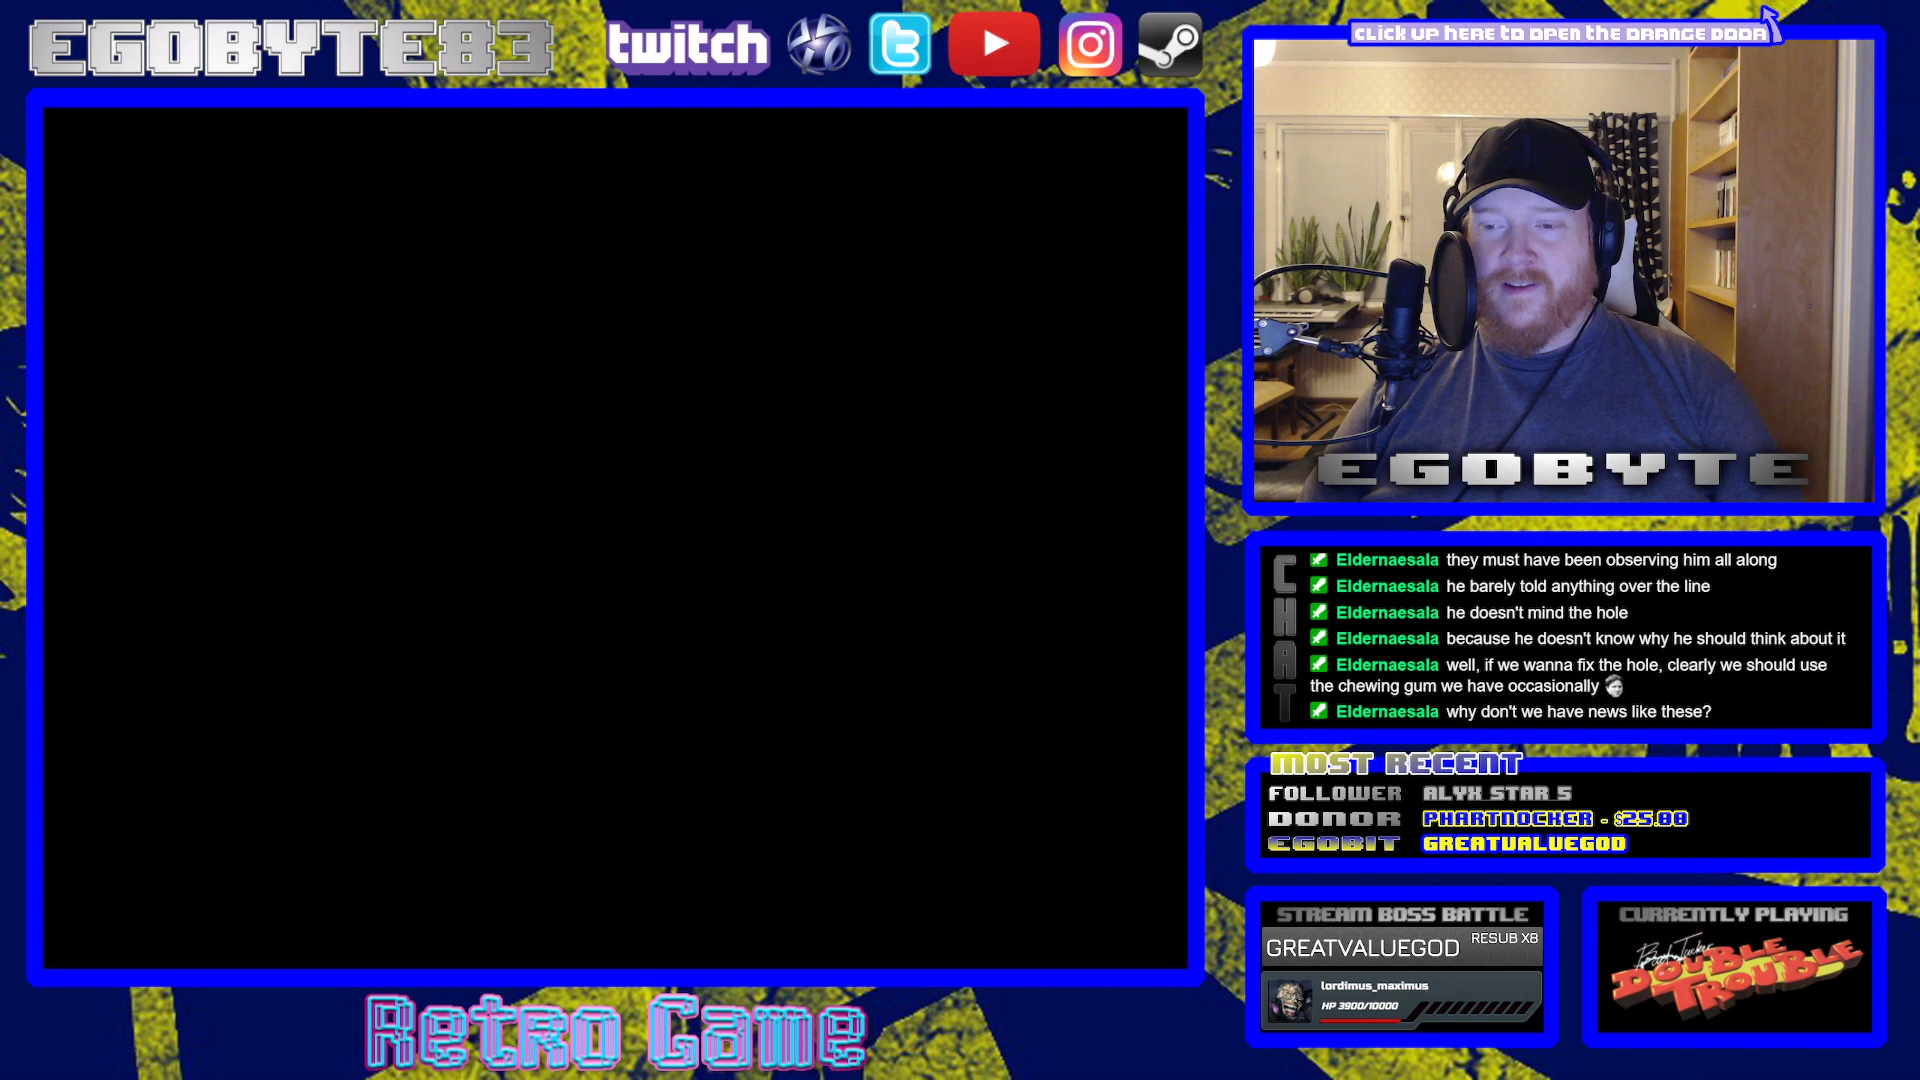 EGOBYTE83
twitch
CLICK UP HERE TO OPEN THE ORANGE DODA
EGOBYTE
CHAT
Eldernaesala they must have been observing him all along
Eldernaesala he barely told anything over the line
Eldernaesala he doesn't mind the hole
Eldernaesala because he doesn't know why he should think about it
Eldernaesala well, if we wanna fix the hole, clearly we should use
the chewing gum we have occasionally
Eldernaesala why don't we have news like these?
MOST RECENT
FOLLOWER ALYX_STAR_S
DONOR PHARTNOCKER - $25.00
EGOBIT GREATVALUEGOD
STREAM BOSS BATTLE
GREATVALUEGOD RESUB X8
lordimus_maximus
HP 3900/10000
CURRENTLY PLAYING
Bud Tucker
DOUBLE
TROUBLE
Retro Game